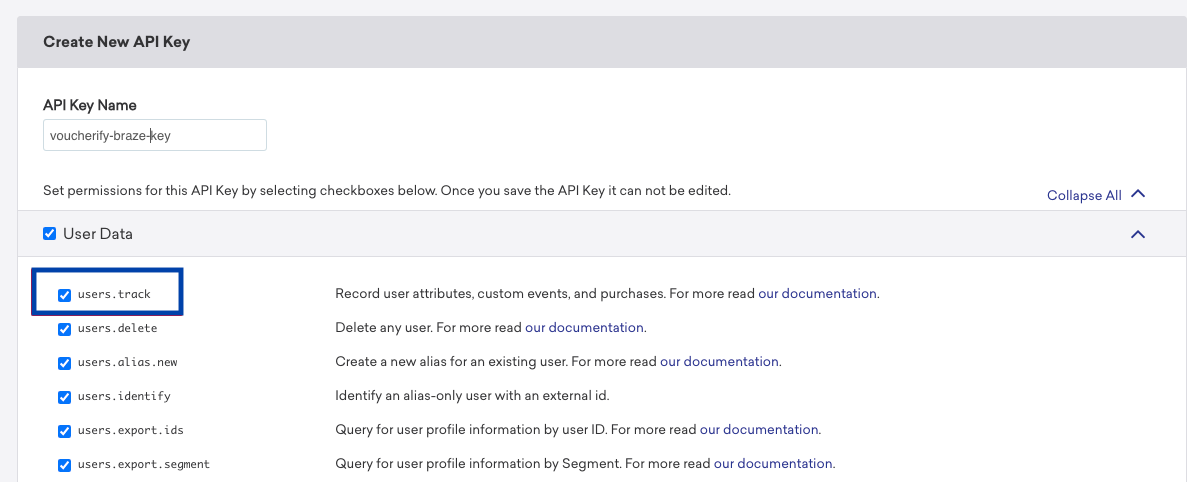 Create New API Key
API Key Name
voucherify-braze-key
Set permissions for this API Key by selecting checkboxes below. Once you save the API Key it can not be edited.
Collapse All
User Data
users.track Record user attributes, custom events, and purchases. For more read our documentation.
users.delete Delete any user. For more read our documentation.
users.alias.new Create a new alias for an existing user. For more read our documentation.
users.identify Identify an alias-only user with an external id.
users.export.ids Query for user profile information by user ID. For more read our documentation.
users.export.segment Query for user profile information by Segment. For more read our documentation.